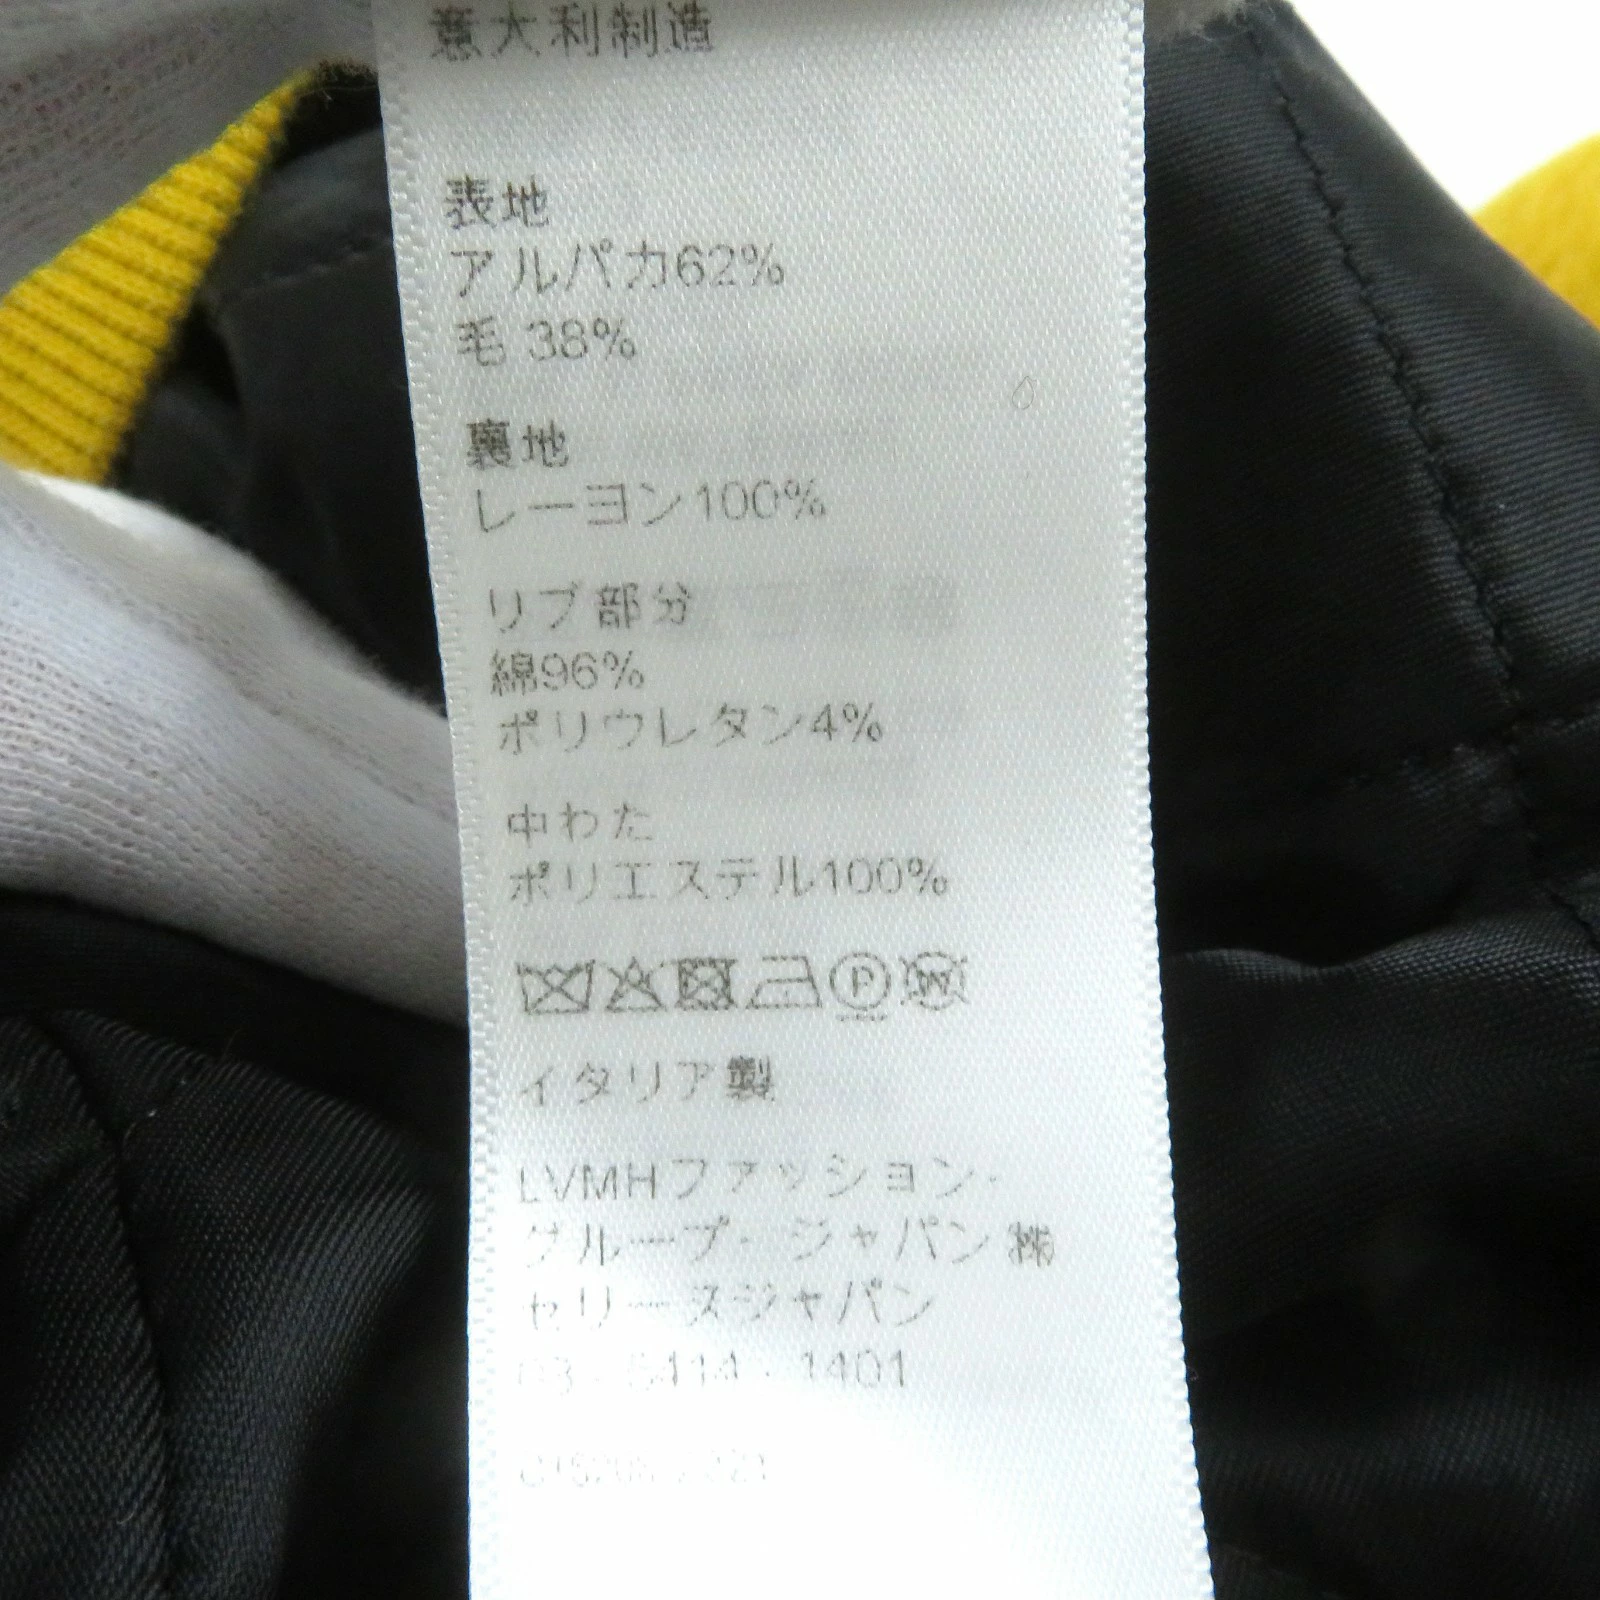 意大利制造
表地
アルパカ62%
毛 38%
裏地
レーヨン100%
リブ部分
綿96%
ポリウレタン4%
中わた
ポリエステル100%
P W
イタリア製
LVMHファッション・
グループ・ジャパン 株
セリーヌジャパン
03-5414-1401